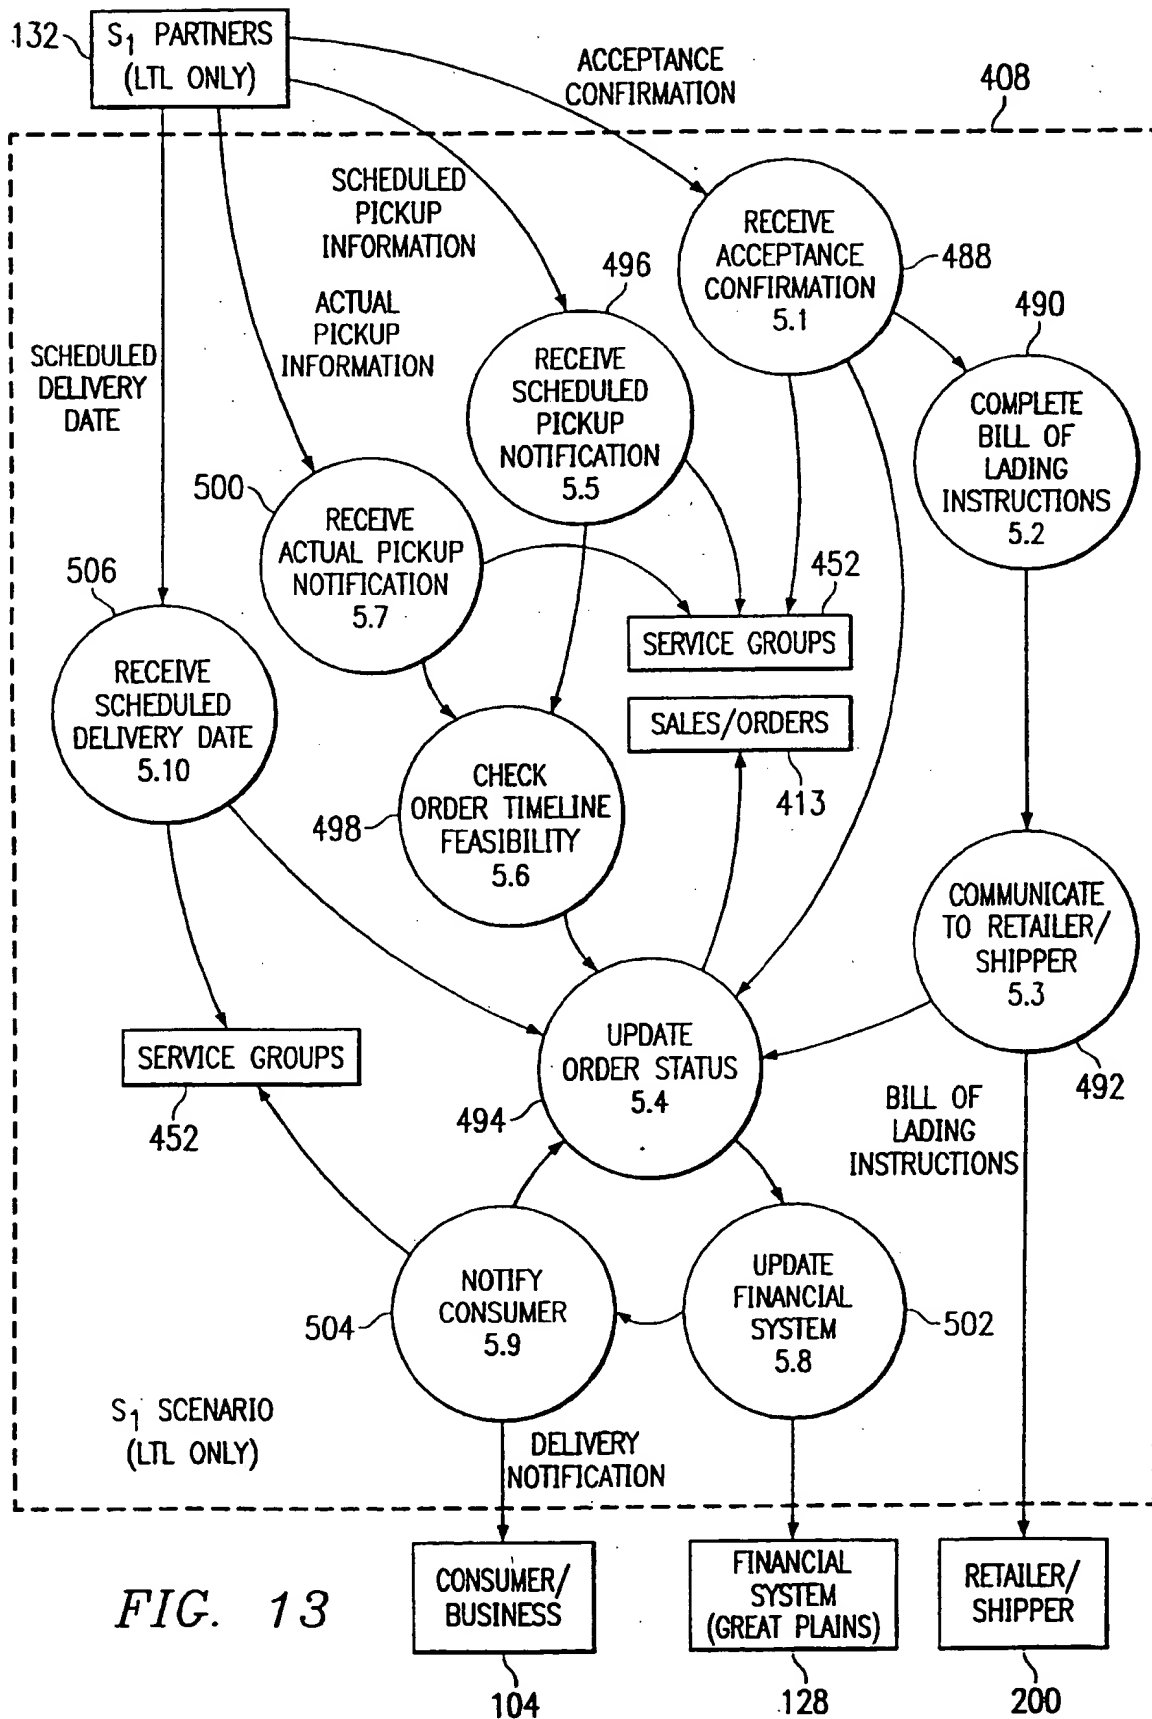 132
S1 PARTNERS
(LTL ONLY)
ACCEPTANCE
CONFIRMATION
408
SCHEDULED
PICKUP
INFORMATION
ACTUAL
PICKUP
INFORMATION
SCHEDULED
DELIVERY
DATE
RECEIVE
ACCEPTANCE
CONFIRMATION
5.1
488
496
RECEIVE
SCHEDULED
PICKUP
NOTIFICATION
5.5
490
COMPLETE
BILL OF
LADING
INSTRUCTIONS
5.2
500
RECEIVE
ACTUAL PICKUP
NOTIFICATION
5.7
506
RECEIVE
SCHEDULED
DELIVERY DATE
5.10
452
SERVICE GROUPS
SALES/ORDERS
413
498
CHECK
ORDER TIMELINE
FEASIBILITY
5.6
COMMUNICATE
TO RETAILER/
SHIPPER
5.3
492
SERVICE GROUPS
452
UPDATE
ORDER STATUS
5.4
494
BILL OF
LADING
INSTRUCTIONS
504
NOTIFY
CONSUMER
5.9
UPDATE
FINANCIAL
SYSTEM
5.8
502
S1 SCENARIO
(LTL ONLY)
DELIVERY
NOTIFICATION
CONSUMER/
BUSINESS
104
FINANCIAL
SYSTEM
(GREAT PLAINS)
128
RETAILER/
SHIPPER
200
FIG. 13